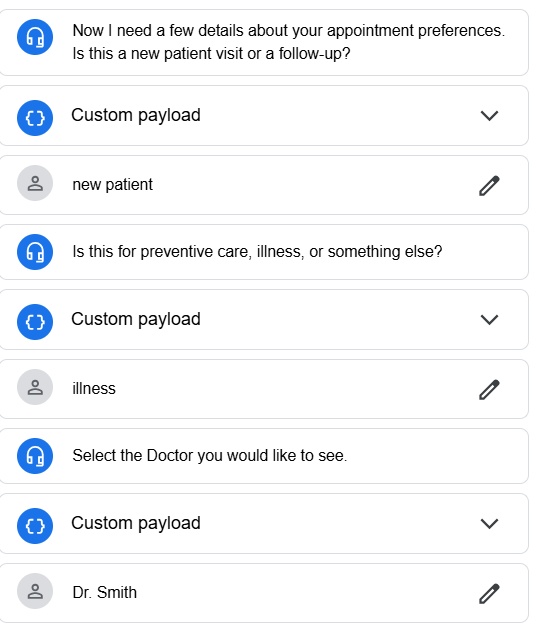 Now I need a few details about your appointment preferences.
Is this a new patient visit or a follow-up?
Custom payload
new patient
Is this for preventive care, illness, or something else?
Custom payload
illness
Select the Doctor you would like to see.
Custom payload
Dr. Smith